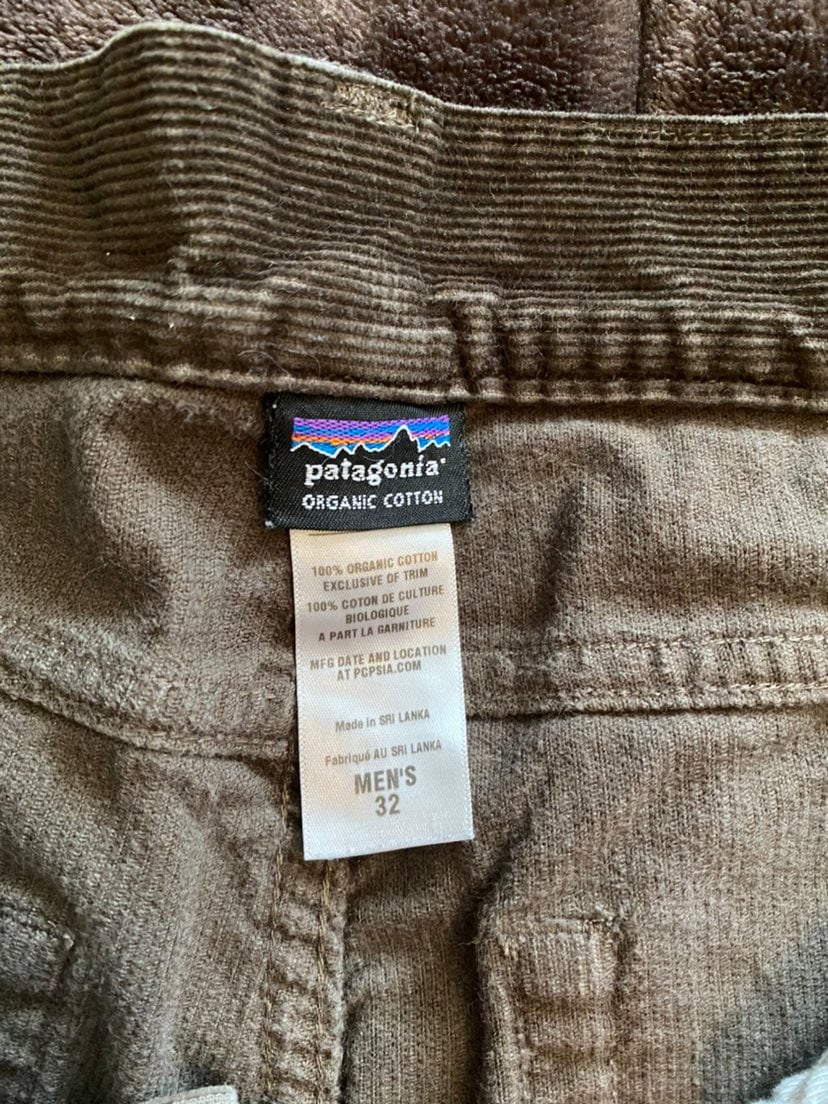 patagonia®
ORGANIC COTTON
100% ORGANIC COTTON
EXCLUSIVE OF TRIM
100% COTON DE CULTURE
BIOLOGIQUE
A PART LA GARNITURE
MFG DATE AND LOCATION
AT PCPSIA.COM
Made in SRI LANKA
Fabriqué AU SRI LANKA
MEN'S
32